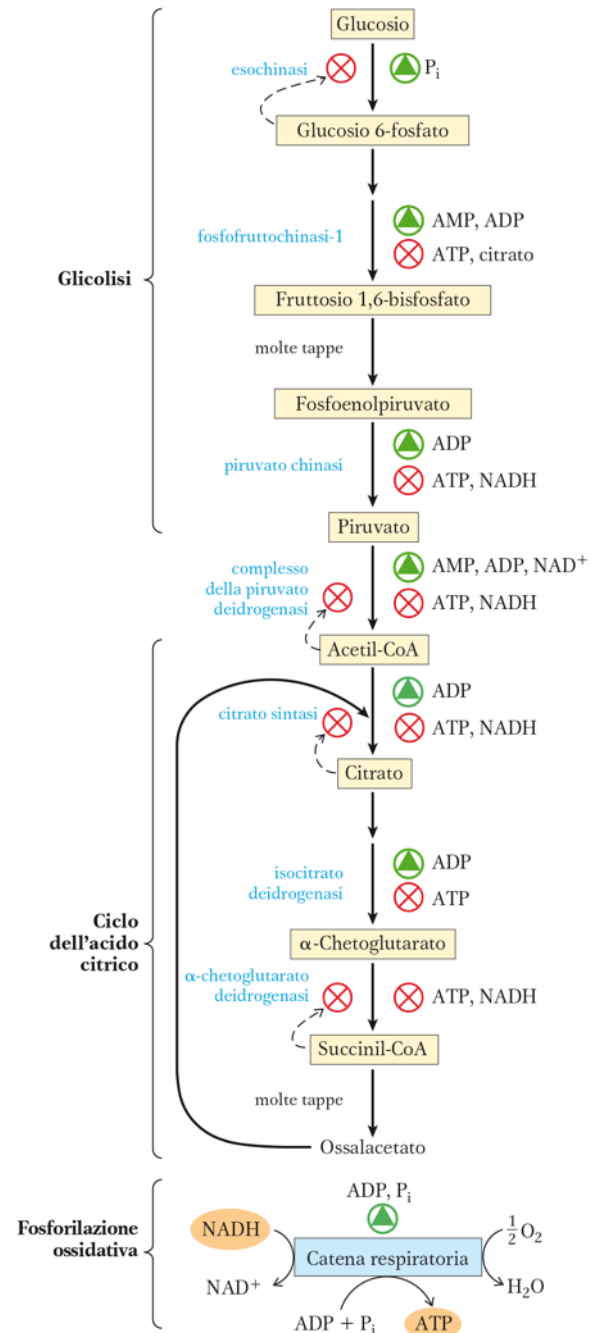 Glucosio
esochinasi
Pi
Glucosio 6-fosfato
fosfofruttochinasi-1
AMP, ADP
ATP, citrato
Glicolisi
Fruttosio 1,6-bisfosfato
molte tappe
Fosfoenolpiruvato
piruvato chinasi
ADP
ATP, NADH
Piruvato
complesso
della piruvato
deidrogenasi
AMP, ADP, NAD+
ATP, NADH
Acetil-CoA
citrato sintasi
ADP
ATP, NADH
Citrato
isocitrato
deidrogenasi
ADP
ATP
Ciclo
dell'acido
citrico
α-Chetoglutarato
α-chetoglutarato
deidrogenasi
ATP, NADH
Succinil-CoA
molte tappe
Ossalacetato
Fosforilazione
ossidativa
ADP, Pi
NADH
Catena respiratoria
1/2 O2
NAD+
H2O
ADP + Pi
ATP